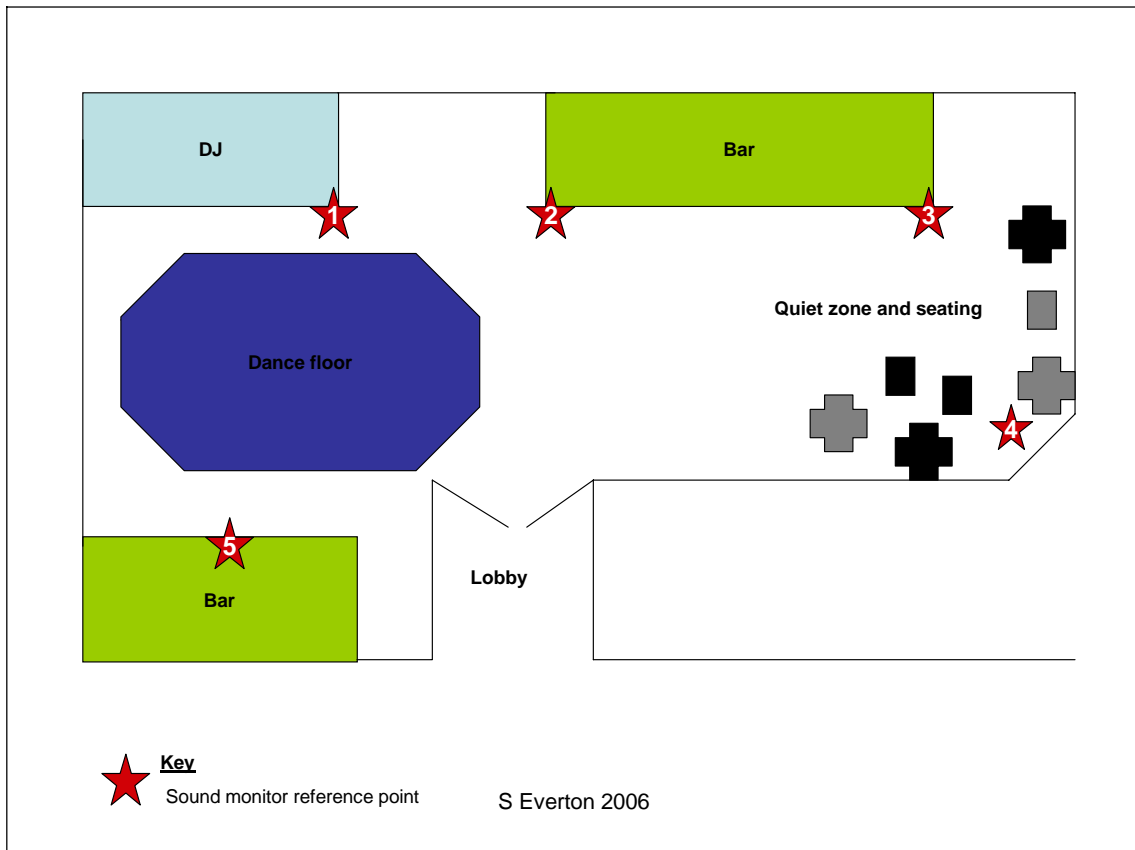 DJ
Bar
1
2
3
Quiet zone and seating
Dance floor
4
5
Lobby
Bar
Key
Sound monitor reference point
S Everton 2006